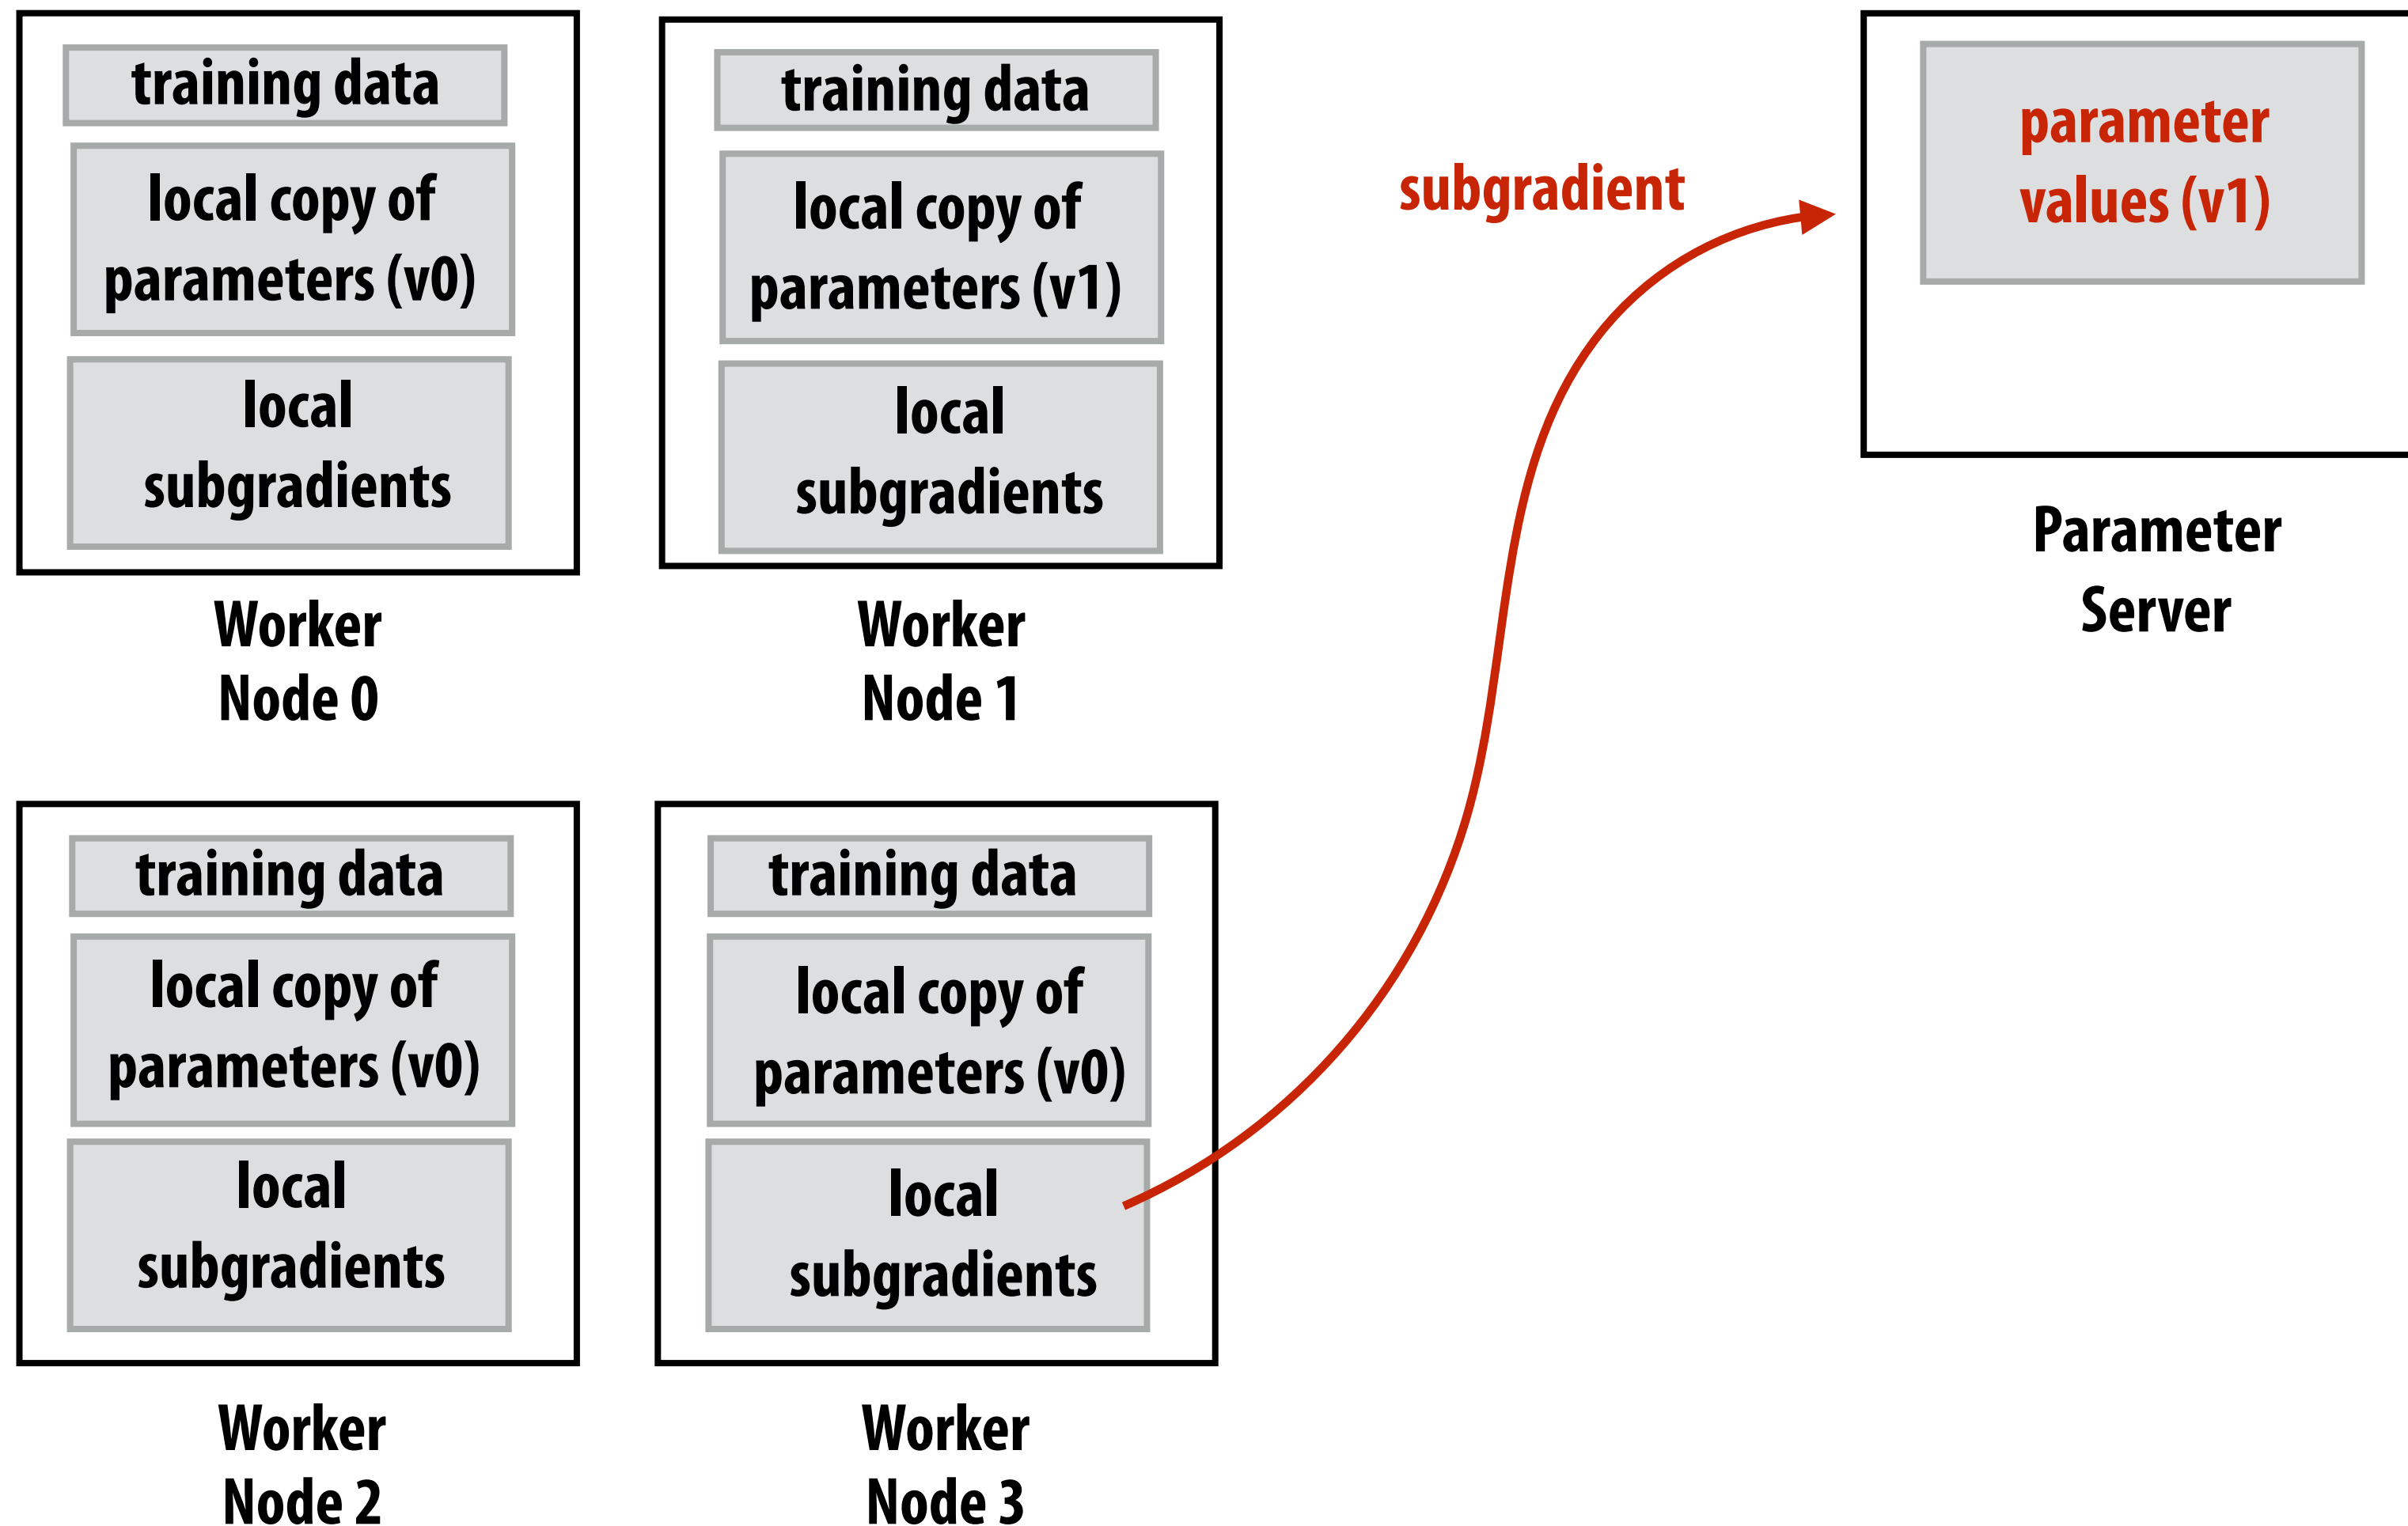 training data
local copy of
parameters (v0)
local
subgradients
Worker
Node 0
training data
local copy of
parameters (v1)
local
subgradients
Worker
Node 1
subgradient
parameter
values (v1)
Parameter
Server
training data
local copy of
parameters (v0)
local
subgradients
Worker
Node 2
training data
local copy of
parameters (v0)
local
subgradients
Worker
Node 3